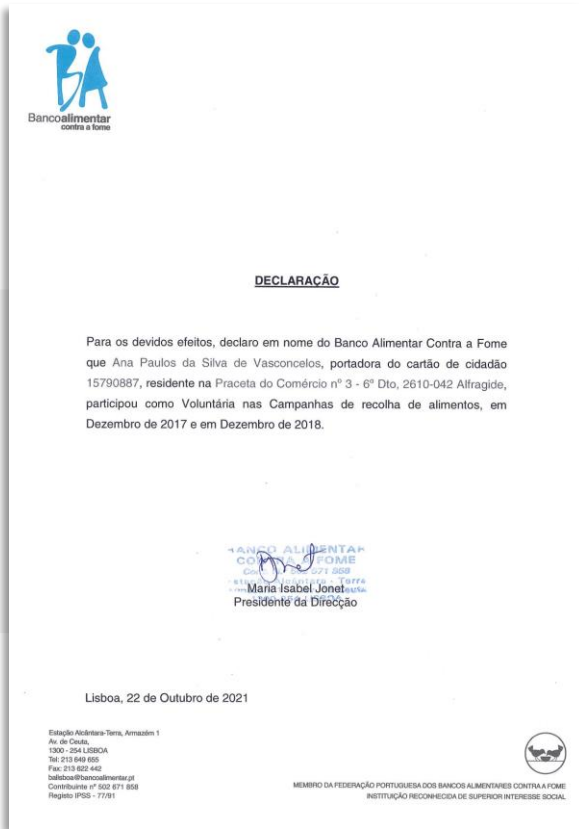 BA
Bancoalimentar
contra a fome
DECLARAÇÃO
Para os devidos efeitos, declaro em nome do Banco Alimentar Contra a Fome
que Ana Paulos da Silva de Vasconcelos, portadora do cartão de cidadão
15790887, residente na Praceta do Comércio nº 3 - 6º Dto, 2610-042 Alfragide,
participou como Voluntária nas Campanhas de recolha de alimentos, em
Dezembro de 2017 e em Dezembro de 2018.
BANCO ALIMENTAR
CONTRA A FOME
Maria Isabel Jonet
Presidente da Direcção
Lisboa, 22 de Outubro de 2021
Estação Alcântara-Terra, Armazém 1
Av. de Ceuta,
1300 - 254 LISBOA
Tel: 213 649 655
Fax: 213 622 442
balisboa@bancoalimentar.pt
Contribuinte nº 502 671 858
Registo IPSS - 77/91
MEMBRO DA FEDERAÇÃO PORTUGUESA DOS BANCOS ALIMENTARES CONTRA A FOME
INSTITUIÇÃO RECONHECIDA DE SUPERIOR INTERESSE SOCIAL